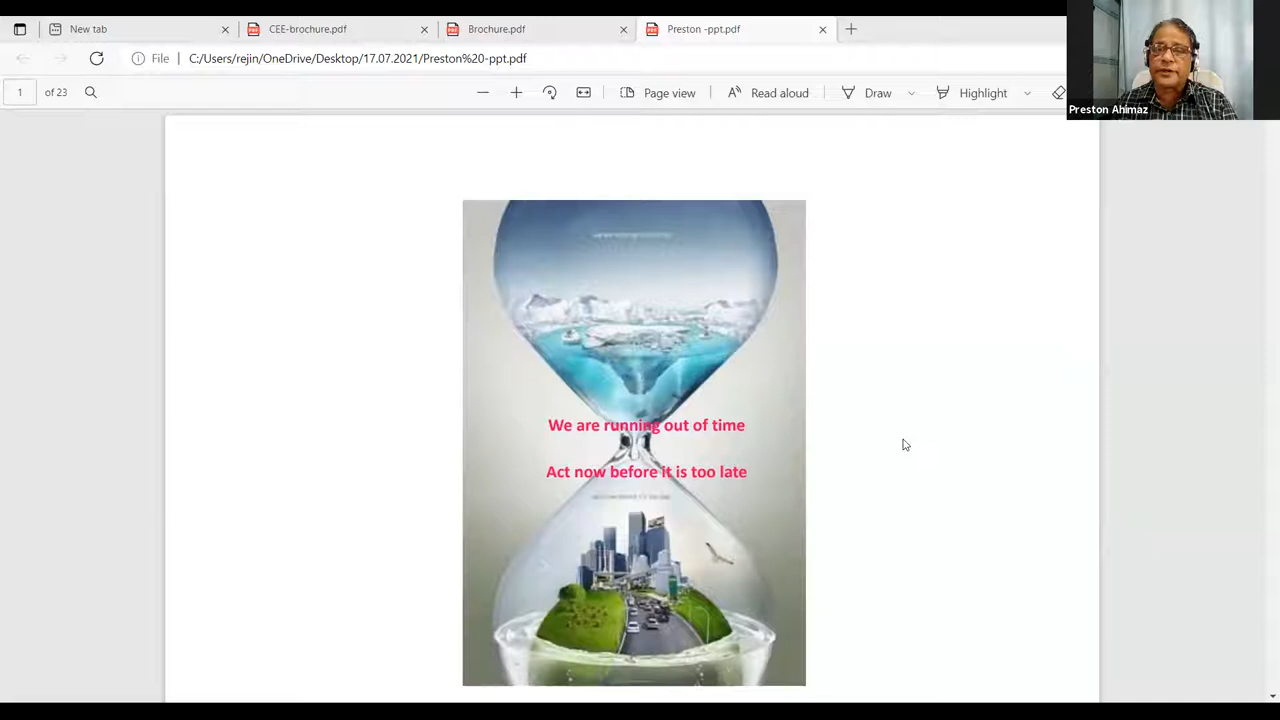 New tab
CEE-brochure.pdf
Brochure.pdf
Preston -ppt.pdf
File
C:/Users/rejin/OneDrive/Desktop/17.07.2021/Preston%20-ppt.pdf
1 of 23
Page view
Read aloud
Draw
Highlight
Preston Ahimaz
We are running out of time
Act now before it is too late